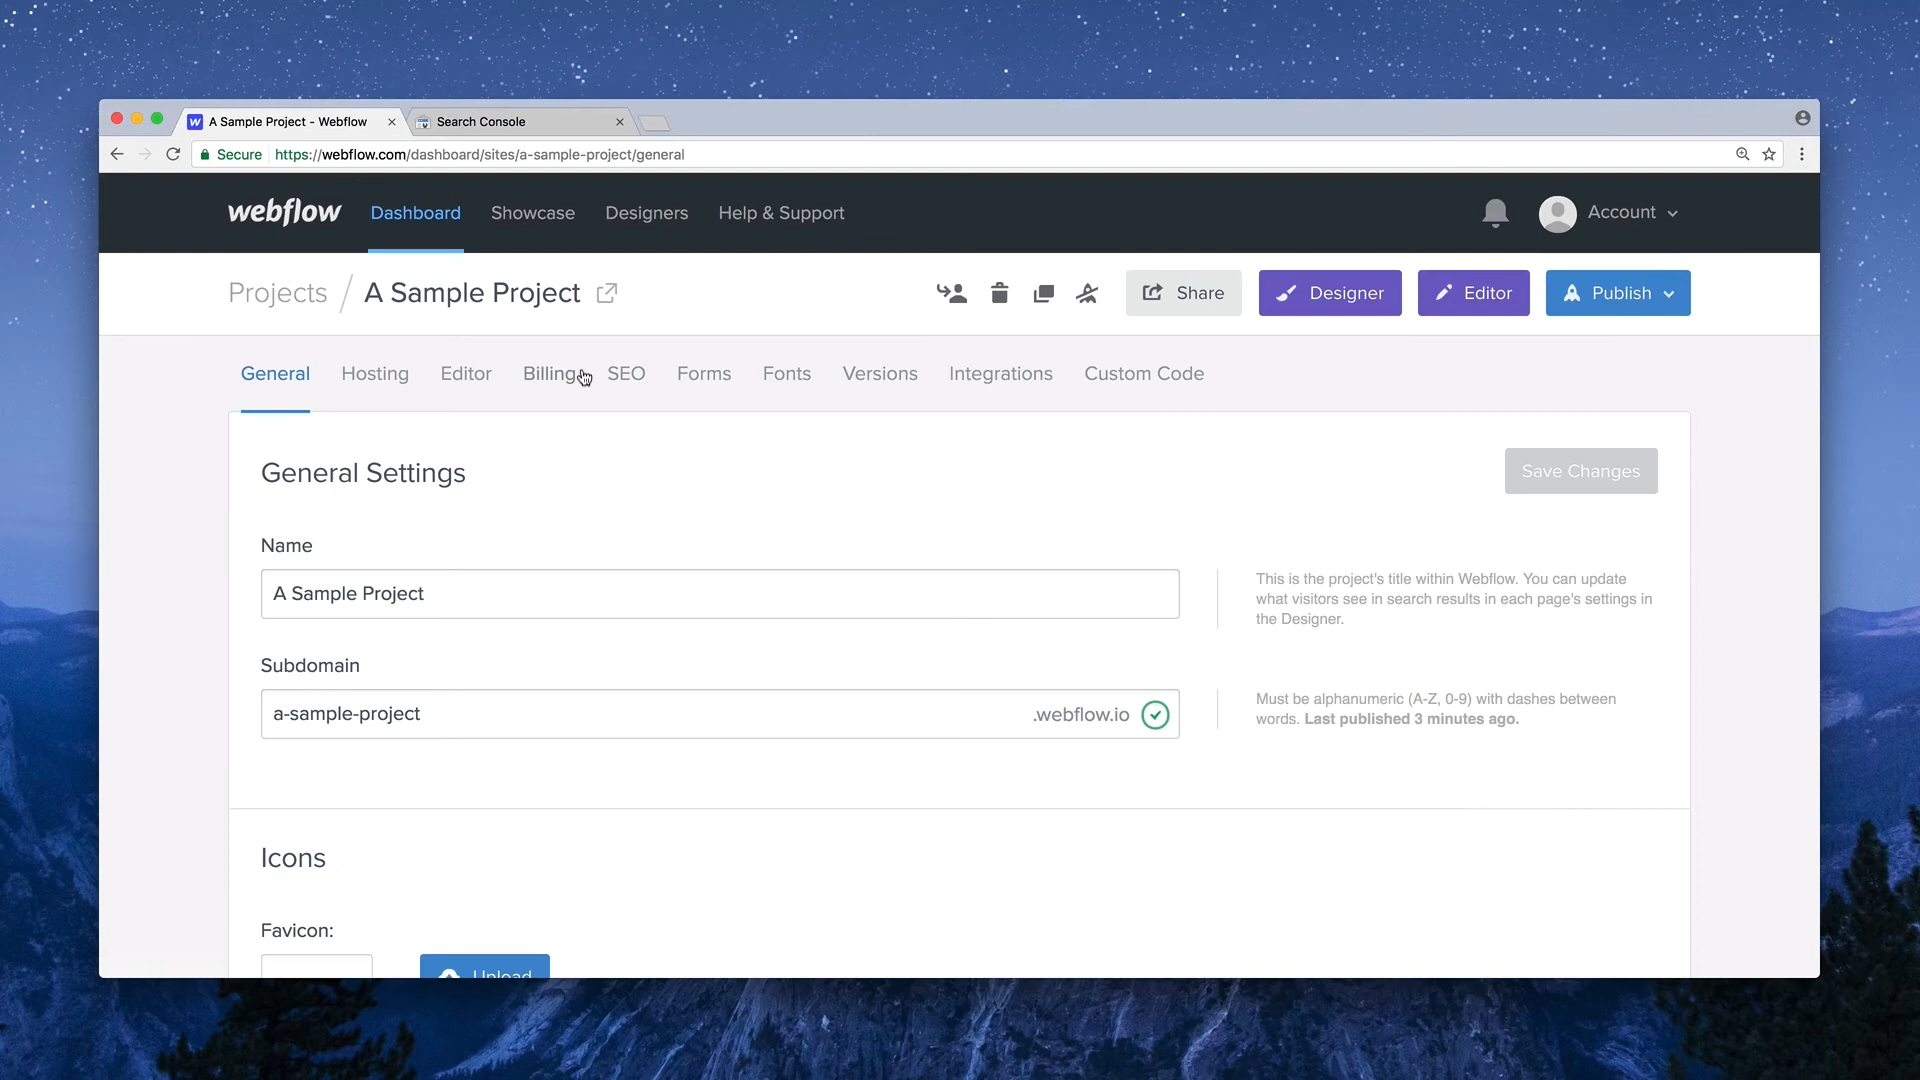 A Sample Project - Webflow
Search Console
Secure https://webflow.com/dashboard/sites/a-sample-project/general
webflow Dashboard Showcase Designers Help & Support Account
Projects / A Sample Project Share Designer Editor Publish
General Hosting Editor Billing SEO Forms Fonts Versions Integrations Custom Code
General Settings Save Changes
Name
A Sample Project
This is the project's title within Webflow. You can update
what visitors see in search results in each page's settings in
the Designer.
Subdomain
a-sample-project .webflow.io
Must be alphanumeric (A-Z, 0-9) with dashes between
words. Last published 3 minutes ago.
Icons
Favicon:
Upload